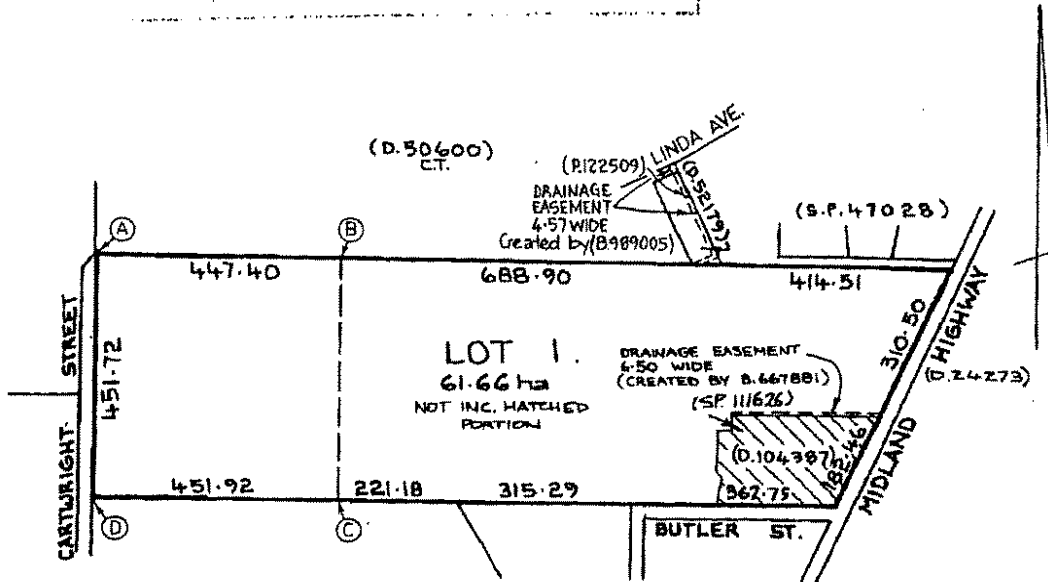 (D.50600)
C.T.
LINDA AVE.
(P.122509)
(D.52179)
DRAINAGE
EASEMENT
4·57 WIDE
Created by (B989005)
(S.P. 47028)
A
B
447·40
688·90
414·51
CARTWRIGHT STREET
451·72
LOT 1.
61.66 ha
NOT INC. HATCHED
PORTION
DRAINAGE EASEMENT
6·50 WIDE
(CREATED BY B.667881)
(SP. 111626)
310·50
MIDLAND HIGHWAY
(D.24273)
(D.104387)
182·46
451·92
221·18
315·29
362·75
D
C
BUTLER ST.